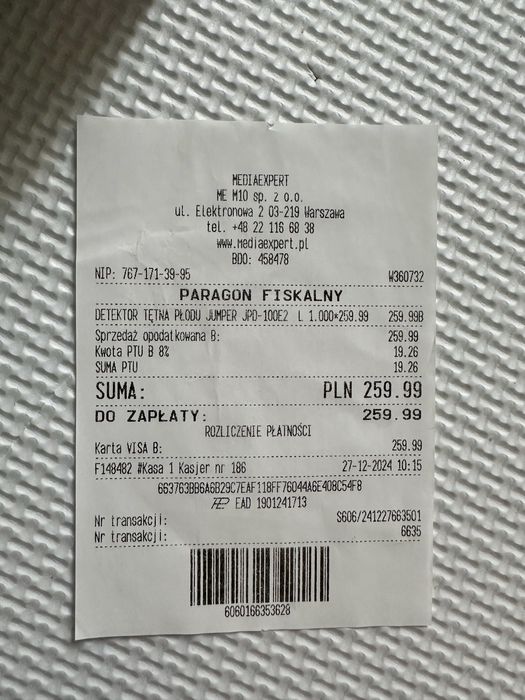 MEDIAEXPERT
ME M10 sp. z o.o.
ul. Elektronowa 2 03-219 Warszawa
tel. +48 22 116 68 38
www.mediaexpert.pl
BDO: 458478
NIP: 767-171-39-95 W360732
PARAGON FISKALNY
DETEKTOR TĘTNA PŁODU JUMPER JPD-100E2 L 1.000*259.99 259.99B
Sprzedaż opodatkowana B: 259.99
Kwota PTU B 8% 19.26
SUMA PTU 19.26
SUMA: PLN 259.99
DO ZAPŁATY: 259.99
ROZLICZENIE PŁATNOŚCI
Karta VISA B: 259.99
F148482 #Kasa 1 Kasjer nr 186 27-12-2024 10:15
663763BB6A6B29C7EAF118FF76044A6E408C54F8
EAD 1901241713
Nr transakcji: S606/241227663501
Nr transakcji: 6635
6060166353628